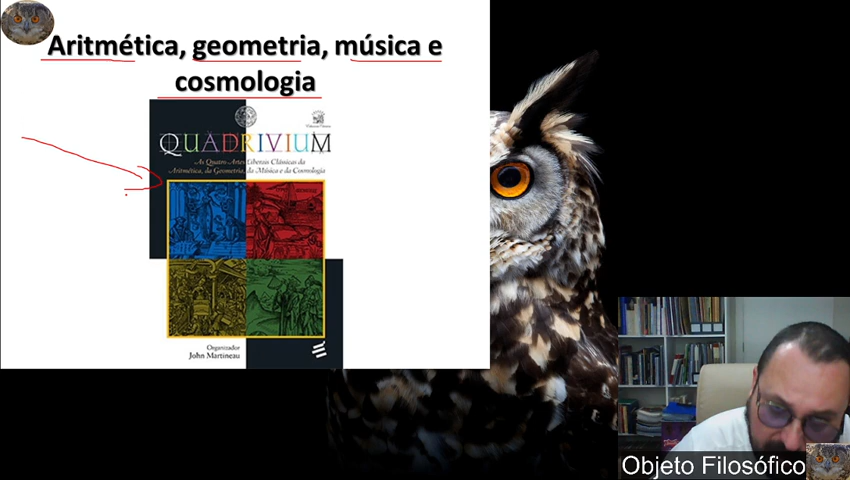 Aritmética, geometria, música e
cosmologia
QUADRIVIUM
As Quatro Artes Liberais Clássicas da
Aritmética, da Geometria, da Música e da Cosmologia
Organizador
John Martineau
Objeto Filosófico